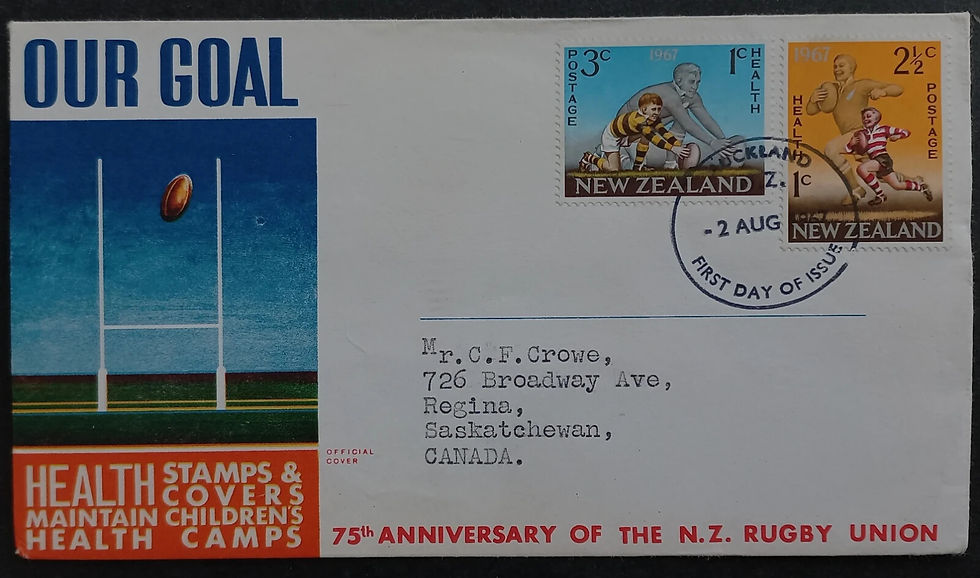 OUR GOAL
POSTAGE 3c 1967 1c HEALTH
NEW ZEALAND
1967 2½c
HEALTH 1c POSTAGE
NEW ZEALAND
AUCKLAND
N.Z.
-2 AUG 1967
FIRST DAY OF ISSUE
Mr.C.F.Crowe,
726 Broadway Ave,
Regina,
Saskatchewan,
CANADA.
OFFICIAL
COVER
HEALTH STAMPS &
COVERS
MAINTAIN CHILDREN'S
HEALTH CAMPS
75th ANNIVERSARY OF THE N.Z. RUGBY UNION